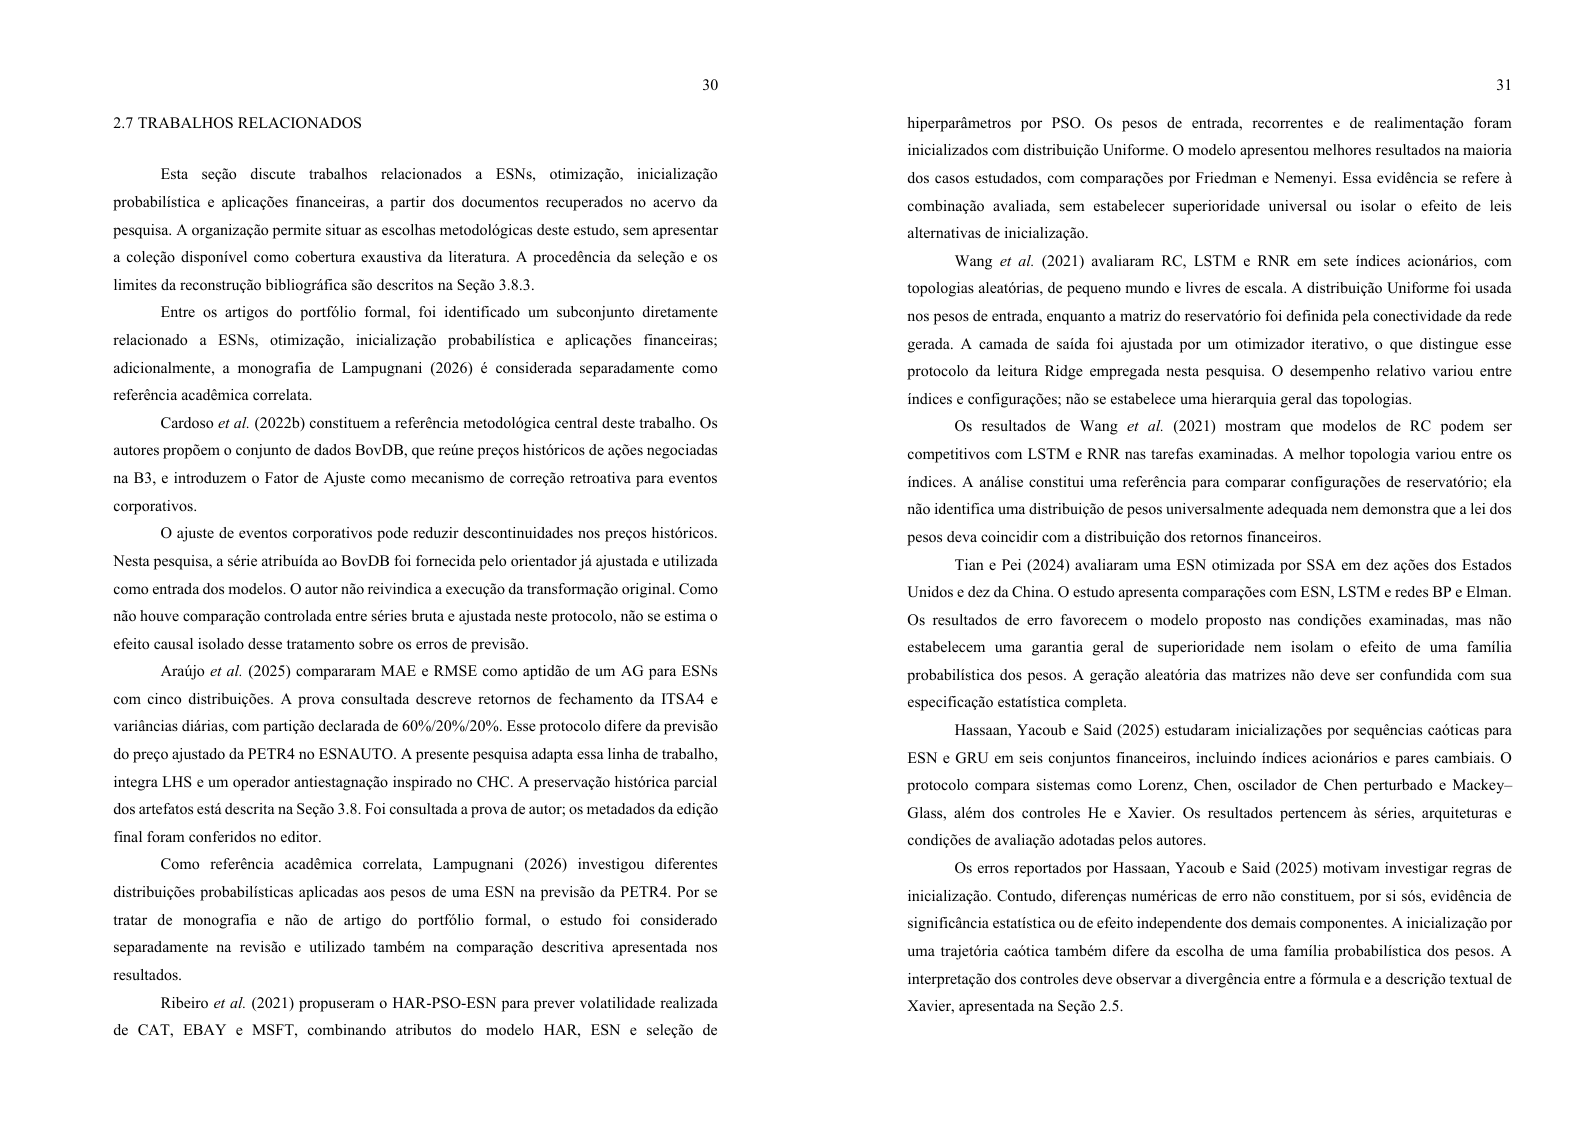 30
2.7 TRABALHOS RELACIONADOS
Esta seção discute trabalhos relacionados a ESNs, otimização, inicialização
probabilística e aplicações financeiras, a partir dos documentos recuperados no acervo da
pesquisa. A organização permite situar as escolhas metodológicas deste estudo, sem apresentar
a coleção disponível como cobertura exaustiva da literatura. A procedência da seleção e os
limites da reconstrução bibliográfica são descritos na Seção 3.8.3.
Entre os artigos do portfólio formal, foi identificado um subconjunto diretamente
relacionado a ESNs, otimização, inicialização probabilística e aplicações financeiras;
adicionalmente, a monografia de Lampugnani (2026) é considerada separadamente como
referência acadêmica correlata.
Cardoso et al. (2022b) constituem a referência metodológica central deste trabalho. Os
autores propõem o conjunto de dados BovDB, que reúne preços históricos de ações negociadas
na B3, e introduzem o Fator de Ajuste como mecanismo de correção retroativa para eventos
corporativos.
O ajuste de eventos corporativos pode reduzir descontinuidades nos preços históricos.
Nesta pesquisa, a série atribuída ao BovDB foi fornecida pelo orientador já ajustada e utilizada
como entrada dos modelos. O autor não reivindica a execução da transformação original. Como
não houve comparação controlada entre séries bruta e ajustada neste protocolo, não se estima o
efeito causal isolado desse tratamento sobre os erros de previsão.
Araújo et al. (2025) compararam MAE e RMSE como aptidão de um AG para ESNs
com cinco distribuições. A prova consultada descreve retornos de fechamento da ITSA4 e
variâncias diárias, com partição declarada de 60%/20%/20%. Esse protocolo difere da previsão
do preço ajustado da PETR4 no ESNAUTO. A presente pesquisa adapta essa linha de trabalho,
integra LHS e um operador antiestagnação inspirado no CHC. A preservação histórica parcial
dos artefatos está descrita na Seção 3.8. Foi consultada a prova de autor; os metadados da edição
final foram conferidos no editor.
Como referência acadêmica correlata, Lampugnani (2026) investigou diferentes
distribuições probabilísticas aplicadas aos pesos de uma ESN na previsão da PETR4. Por se
tratar de monografia e não de artigo do portfólio formal, o estudo foi considerado
separadamente na revisão e utilizado também na comparação descritiva apresentada nos
resultados.
Ribeiro et al. (2021) propuseram o HAR-PSO-ESN para prever volatilidade realizada
de CAT, EBAY e MSFT, combinando atributos do modelo HAR, ESN e seleção de
31
hiperparâmetros por PSO. Os pesos de entrada, recorrentes e de realimentação foram
inicializados com distribuição Uniforme. O modelo apresentou melhores resultados na maioria
dos casos estudados, com comparações por Friedman e Nemenyi. Essa evidência se refere à
combinação avaliada, sem estabelecer superioridade universal ou isolar o efeito de leis
alternativas de inicialização.
Wang et al. (2021) avaliaram RC, LSTM e RNR em sete índices acionários, com
topologias aleatórias, de pequeno mundo e livres de escala. A distribuição Uniforme foi usada
nos pesos de entrada, enquanto a matriz do reservatório foi definida pela conectividade da rede
gerada. A camada de saída foi ajustada por um otimizador iterativo, o que distingue esse
protocolo da leitura Ridge empregada nesta pesquisa. O desempenho relativo variou entre
índices e configurações; não se estabelece uma hierarquia geral das topologias.
Os resultados de Wang et al. (2021) mostram que modelos de RC podem ser
competitivos com LSTM e RNR nas tarefas examinadas. A melhor topologia variou entre os
índices. A análise constitui uma referência para comparar configurações de reservatório; ela
não identifica uma distribuição de pesos universalmente adequada nem demonstra que a lei dos
pesos deva coincidir com a distribuição dos retornos financeiros.
Tian e Pei (2024) avaliaram uma ESN otimizada por SSA em dez ações dos Estados
Unidos e dez da China. O estudo apresenta comparações com ESN, LSTM e redes BP e Elman.
Os resultados de erro favorecem o modelo proposto nas condições examinadas, mas não
estabelecem uma garantia geral de superioridade nem isolam o efeito de uma família
probabilística dos pesos. A geração aleatória das matrizes não deve ser confundida com sua
especificação estatística completa.
Hassaan, Yacoub e Said (2025) estudaram inicializações por sequências caóticas para
ESN e GRU em seis conjuntos financeiros, incluindo índices acionários e pares cambiais. O
protocolo compara sistemas como Lorenz, Chen, oscilador de Chen perturbado e Mackey–
Glass, além dos controles He e Xavier. Os resultados pertencem às séries, arquiteturas e
condições de avaliação adotadas pelos autores.
Os erros reportados por Hassaan, Yacoub e Said (2025) motivam investigar regras de
inicialização. Contudo, diferenças numéricas de erro não constituem, por si sós, evidência de
significância estatística ou de efeito independente dos demais componentes. A inicialização por
uma trajetória caótica também difere da escolha de uma família probabilística dos pesos. A
interpretação dos controles deve observar a divergência entre a fórmula e a descrição textual de
Xavier, apresentada na Seção 2.5.